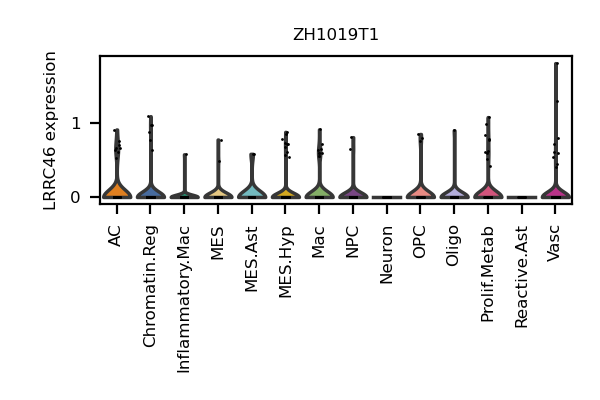 ZH1019T1
LRRC46 expression
1
0
AC
Chromatin.Reg
Inflammatory.Mac
MES
MES.Ast
MES.Hyp
Mac
NPC
Neuron
OPC
Oligo
Prolif.Metab
Reactive.Ast
Vasc